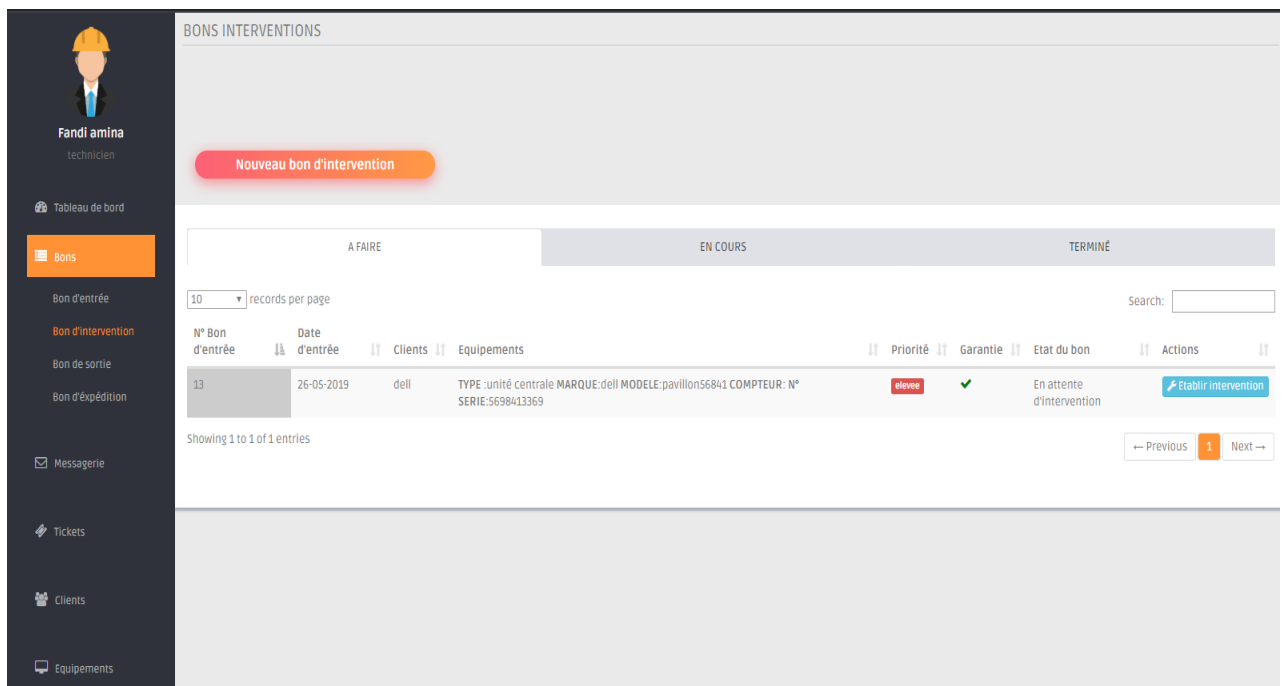 BONS INTERVENTIONS
Fandi amina
technicien
Nouveau bon d'intervention
Tableau de bord
Bons
Bon d'entrée
Bon d'intervention
Bon de sortie
Bon d'éxpédition
Messagerie
Tickets
Clients
Equipements
A FAIRE
EN COURS
TERMINÉ
10 records per page
Search:
N° Bon d'entrée
Date d'entrée
Clients
Equipements
Priorité
Garantie
Etat du bon
Actions
13
26-05-2019
dell
TYPE :unité centrale MARQUE:dell MODELE:pavillon56841 COMPTEUR: N°
SERIE:5698413369
elevee
En attente
d'intervention
Etablir intervention
Showing 1 to 1 of 1 entries
← Previous 1 Next →